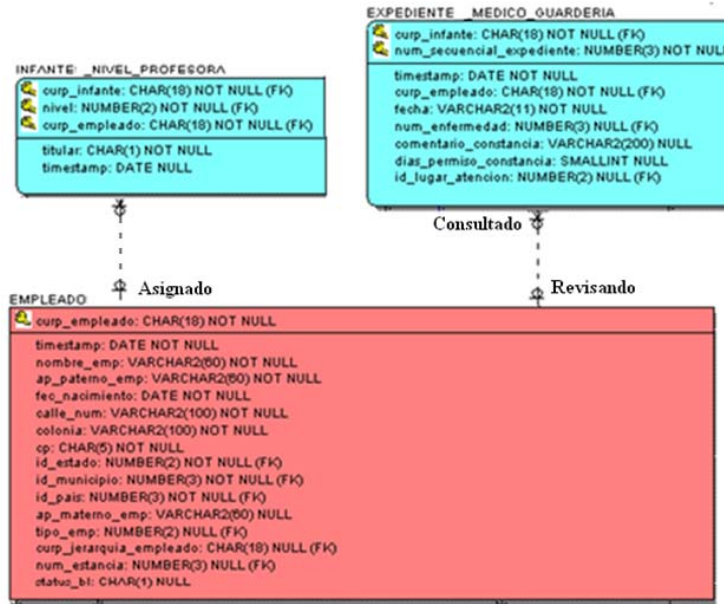 EXPEDIENTE _MEDICO_GUARDERIA
curp_infante: CHAR(18) NOT NULL (FK)
num_secuencial_expediente: NUMBER(3) NOT NULL
timestamp: DATE NOT NULL
curp_empleado: CHAR(18) NOT NULL (FK)
fecha: VARCHAR2(11) NOT NULL
num_enfermedad: NUMBER(3) NULL (FK)
comentario_constancia: VARCHAR2(200) NULL
dias_permiso_constancia: SMALLINT NULL
id_lugar_atencion: NUMBER(2) NULL (FK)
INFANTE _NIVEL_PROFESORA
curp_infante: CHAR(18) NOT NULL (FK)
nivel: NUMBER(2) NOT NULL (FK)
curp_empleado: CHAR(18) NOT NULL (FK)
titular: CHAR(1) NOT NULL
timestamp: DATE NULL
Consultado
Asignado
Revisando
EMPLEADO
curp_empleado: CHAR(18) NOT NULL
timestamp: DATE NOT NULL
nombre_emp: VARCHAR2(60) NOT NULL
ap_paterno_emp: VARCHAR2(60) NOT NULL
fec_nacimiento: DATE NOT NULL
calle_num: VARCHAR2(100) NOT NULL
colonia: VARCHAR2(100) NOT NULL
cp: CHAR(5) NOT NULL
id_estado: NUMBER(2) NOT NULL (FK)
id_municipio: NUMBER(3) NOT NULL (FK)
id_pais: NUMBER(3) NOT NULL (FK)
ap_materno_emp: VARCHAR2(60) NULL
tipo_emp: NUMBER(2) NULL (FK)
curp_jerarquia_empleado: CHAR(18) NULL (FK)
num_estancia: NUMBER(3) NULL (FK)
status_bl: CHAR(1) NULL